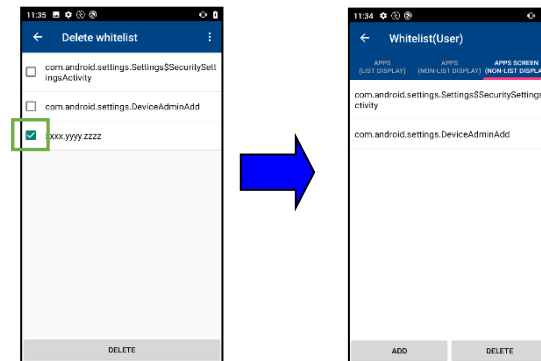 11:35
Delete whitelist
com.android.settings.Settings$SecuritySett
ingsActivity
com.android.settings.DeviceAdminAdd
xxxx.yyyy.zzzz
DELETE
11:34
Whitelist(User)
APPS
(LIST DISPLAY)
APPS
(NON-LIST DISPLAY)
APPS SCREEN
(NON-LIST DISPLA
com.android.settings.Settings$SecuritySettings
ctivity
com.android.settings.DeviceAdminAdd
ADD
DELETE